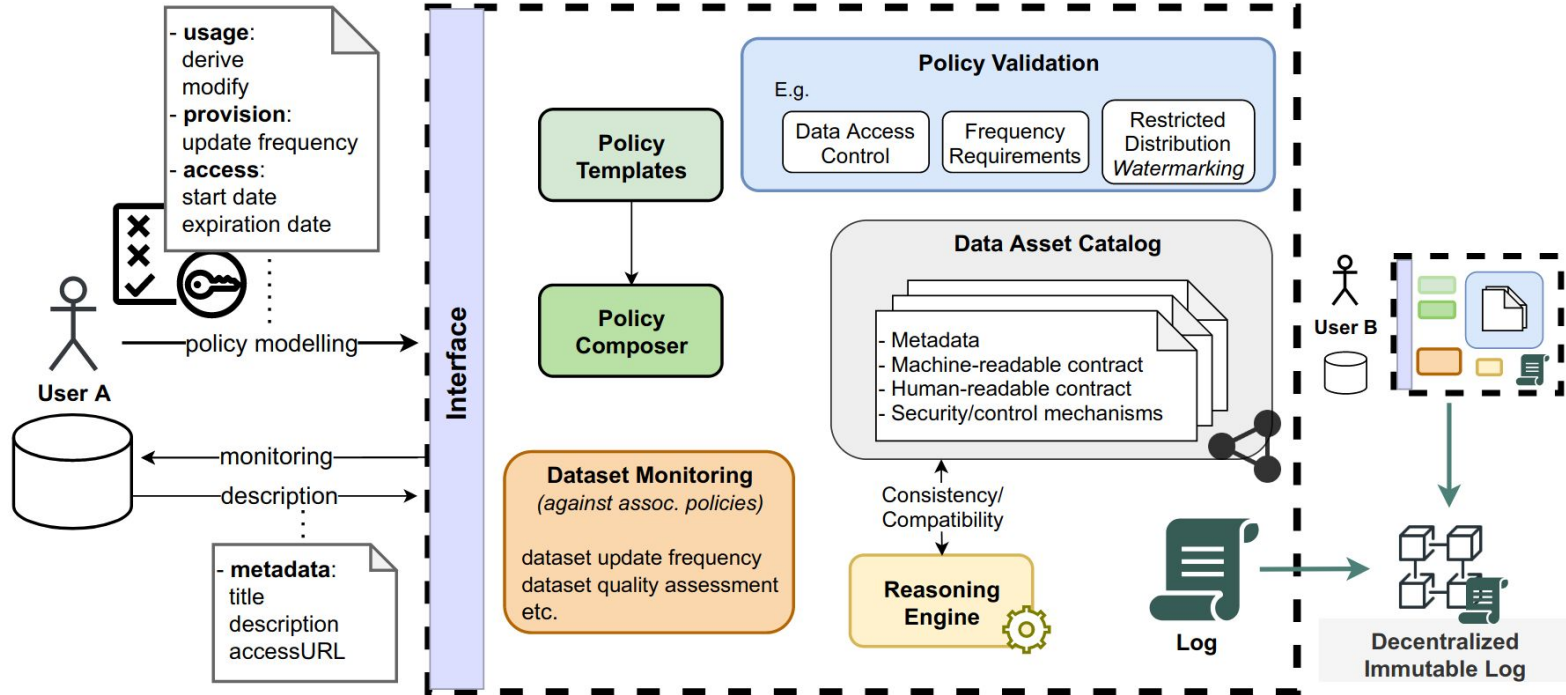 - usage:
derive
modify
- provision:
update frequency
- access:
start date
expiration date
policy modelling
User A
monitoring
description
- metadata:
title
description
accessURL
Interface
Policy
Templates
Policy
Composer
Dataset Monitoring
(against assoc. policies)
dataset update frequency
dataset quality assessment
etc.
Policy Validation
E.g.
Data Access
Control
Frequency
Requirements
Restricted
Distribution
Watermarking
Data Asset Catalog
- Metadata
- Machine-readable contract
- Human-readable contract
- Security/control mechanisms
Consistency/
Compatibility
Reasoning
Engine
Log
User B
Decentralized
Immutable Log